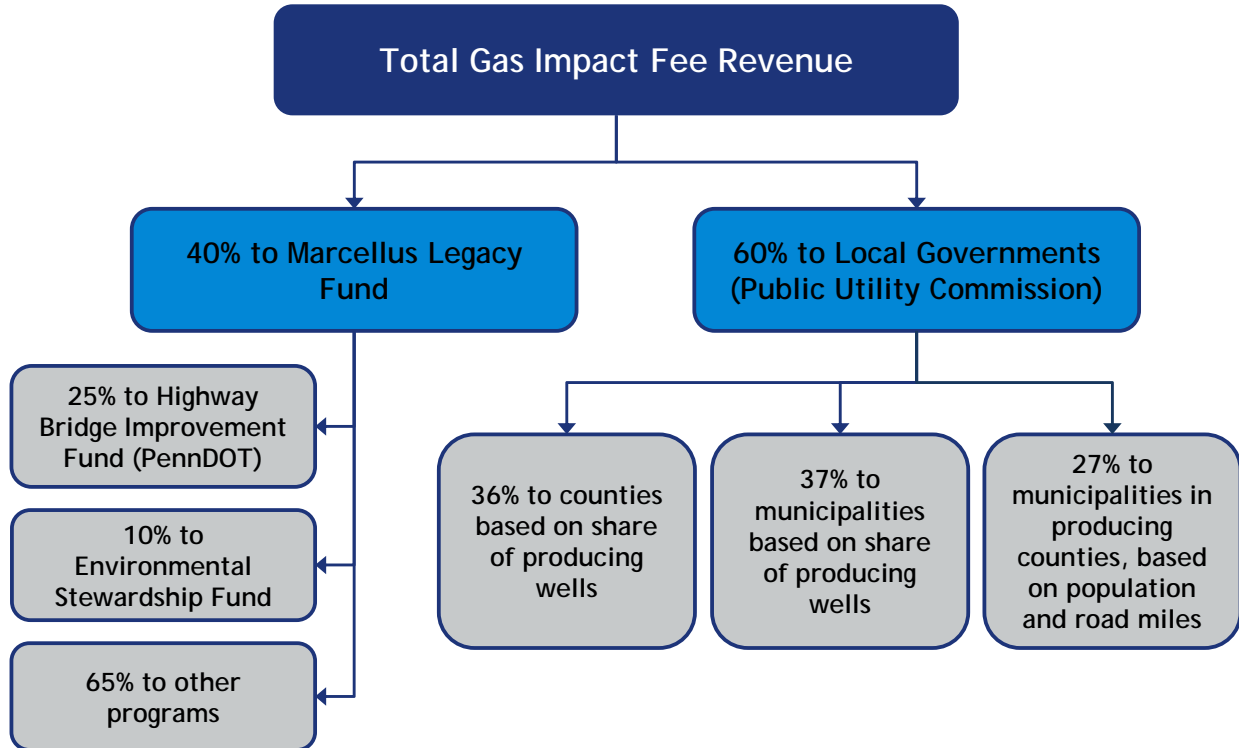 Total Gas Impact Fee Revenue
40% to Marcellus Legacy
Fund
60% to Local Governments
(Public Utility Commission)
25% to Highway
Bridge Improvement
Fund (PennDOT)
10% to
Environmental
Stewardship Fund
65% to other
programs
36% to counties
based on share
of producing
wells
37% to
municipalities
based on share
of producing
wells
27% to
municipalities in
producing
counties, based
on population
and road miles